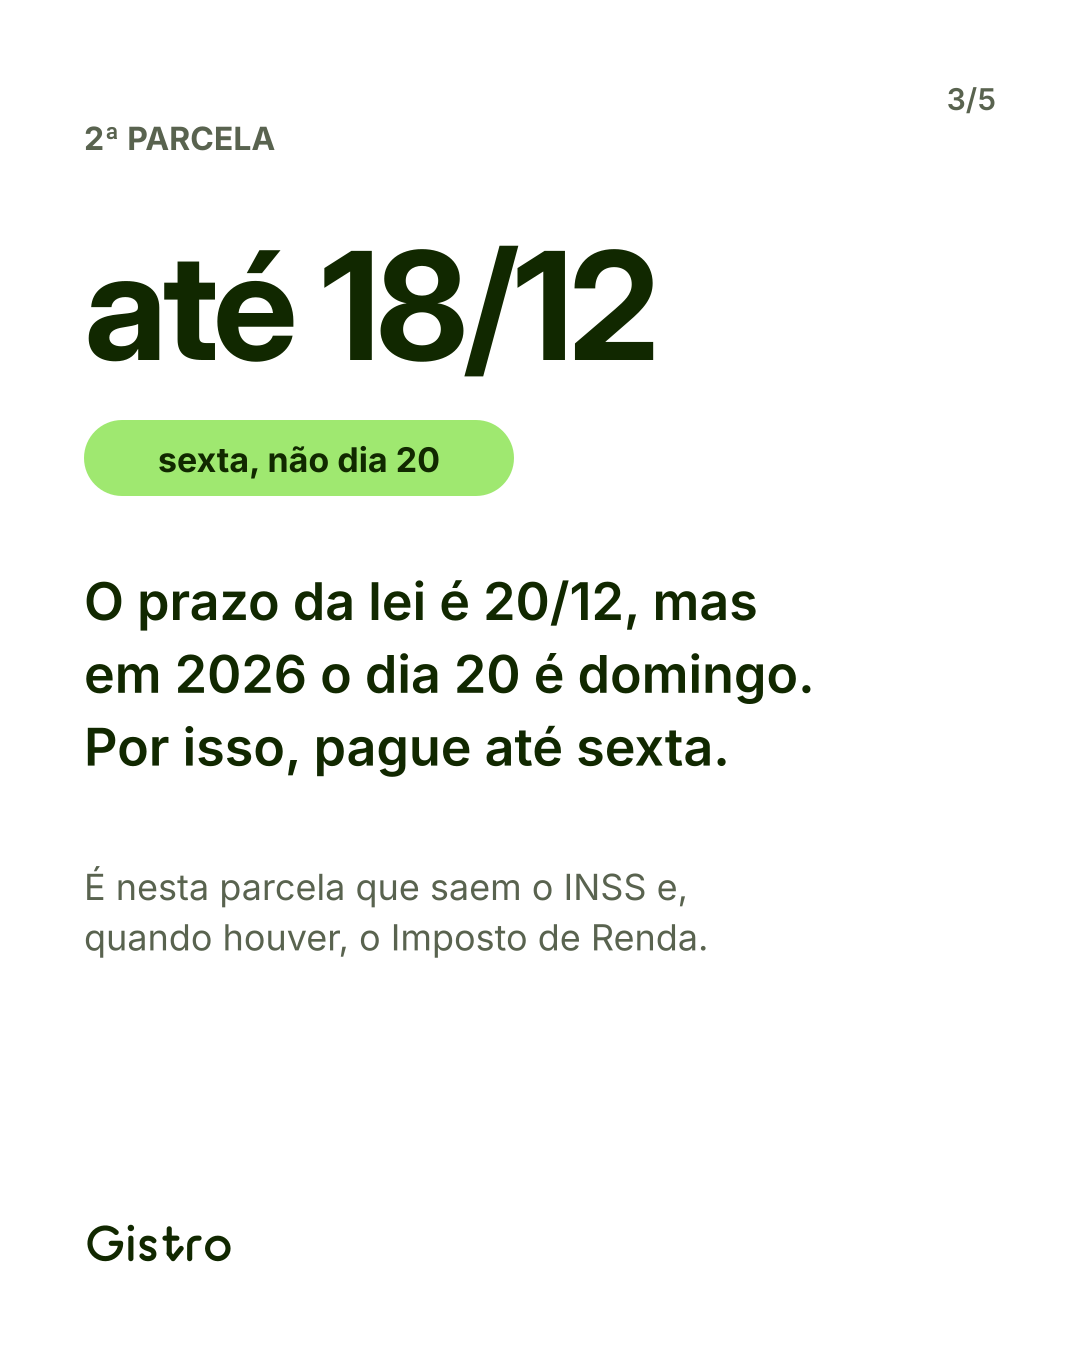 3/5
2ª PARCELA
até 18/12
sexta, não dia 20
O prazo da lei é 20/12, mas
em 2026 o dia 20 é domingo.
Por isso, pague até sexta.
É nesta parcela que saem o INSS e,
quando houver, o Imposto de Renda.
Gistro